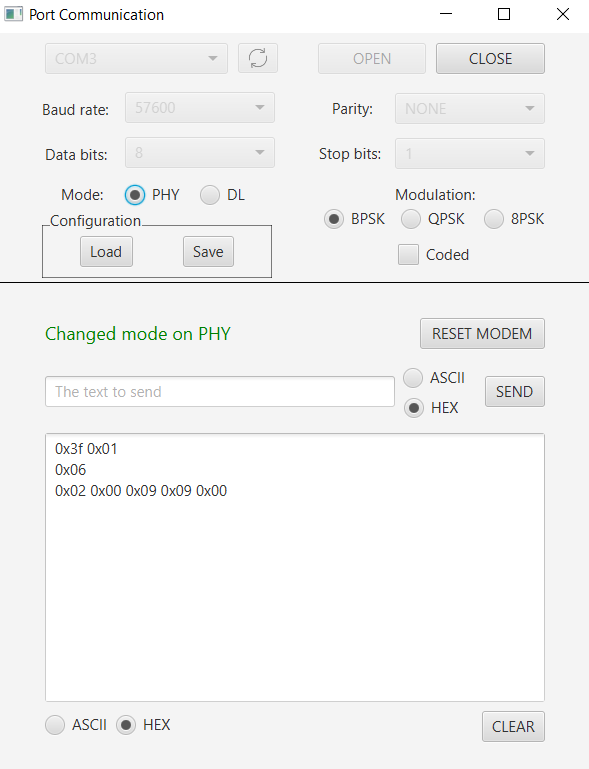 Port Communication
COM3 OPEN CLOSE
Baud rate: 57600 Parity: NONE
Data bits: 8 Stop bits: 1
Mode: PHY DL Modulation:
Configuration BPSK QPSK 8PSK
Load Save Coded
Changed mode on PHY RESET MODEM
The text to send ASCII
HEX SEND
0x3f 0x01
0x06
0x02 0x00 0x09 0x09 0x00
ASCII HEX CLEAR